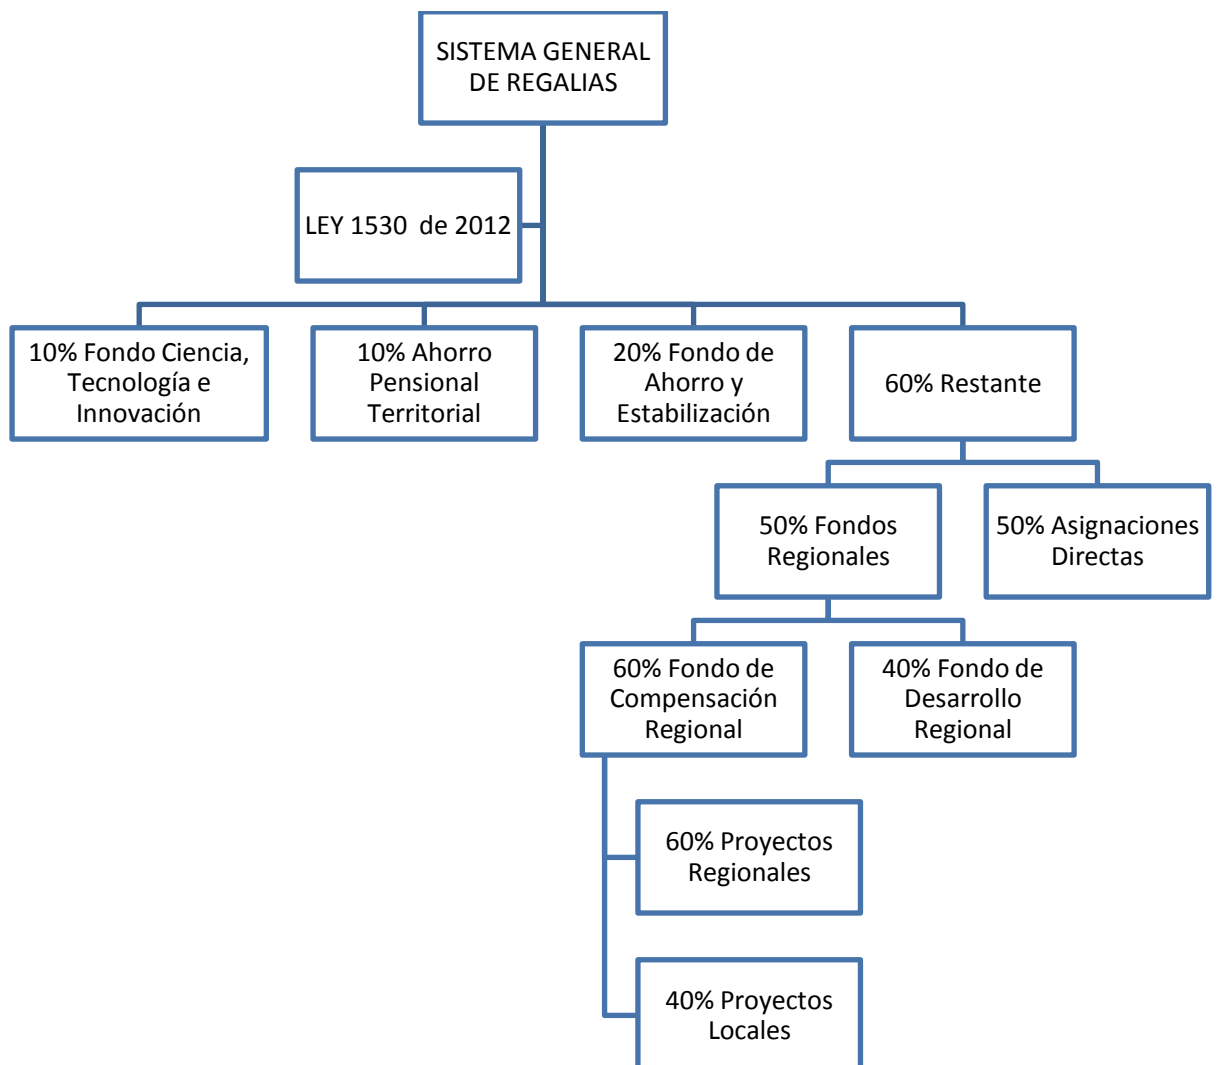 SISTEMA GENERAL
DE REGALIAS
LEY 1530 de 2012
10% Fondo Ciencia,
Tecnología e
Innovación
10% Ahorro
Pensional
Territorial
20% Fondo de
Ahorro y
Estabilización
60% Restante
50% Fondos
Regionales
50% Asignaciones
Directas
60% Fondo de
Compensación
Regional
40% Fondo de
Desarrollo
Regional
60% Proyectos
Regionales
40% Proyectos
Locales